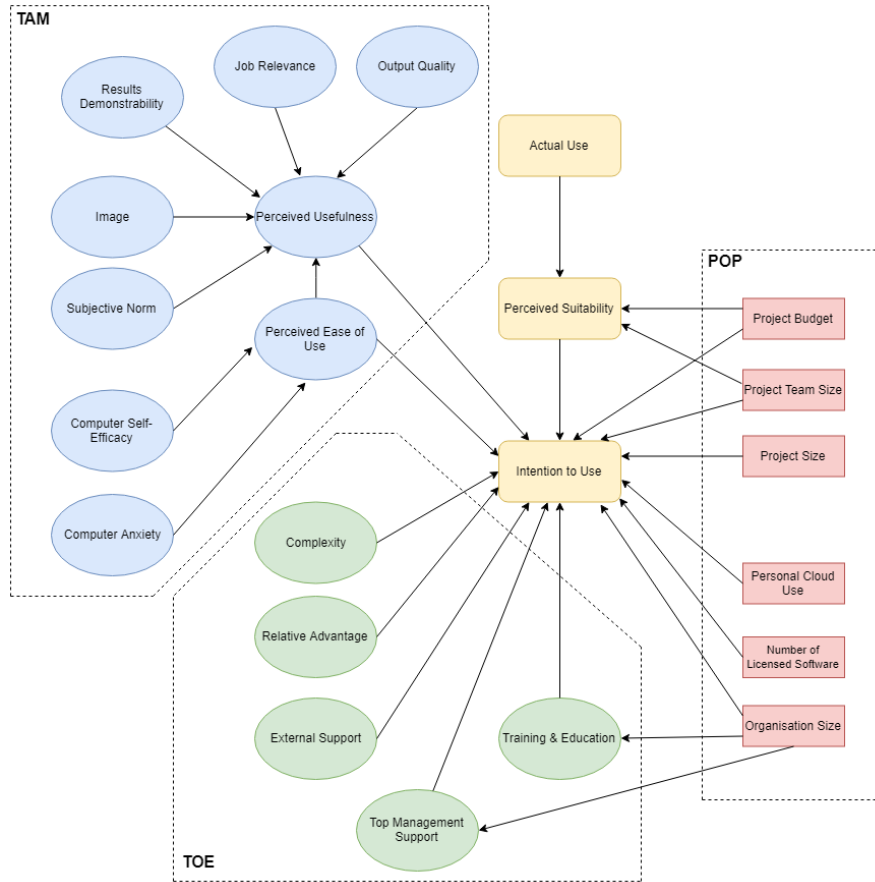 TAM
Results
Demonstrability
Job Relevance
Output Quality
Image
Perceived Usefulness
Subjective Norm
Perceived Ease of
Use
Computer Self-
Efficacy
Computer Anxiety
Actual Use
Perceived Suitability
Intention to Use
POP
Project Budget
Project Team Size
Project Size
Personal Cloud
Use
Number of
Licensed Software
Organisation Size
Complexity
Relative Advantage
External Support
Training & Education
Top Management
Support
TOE